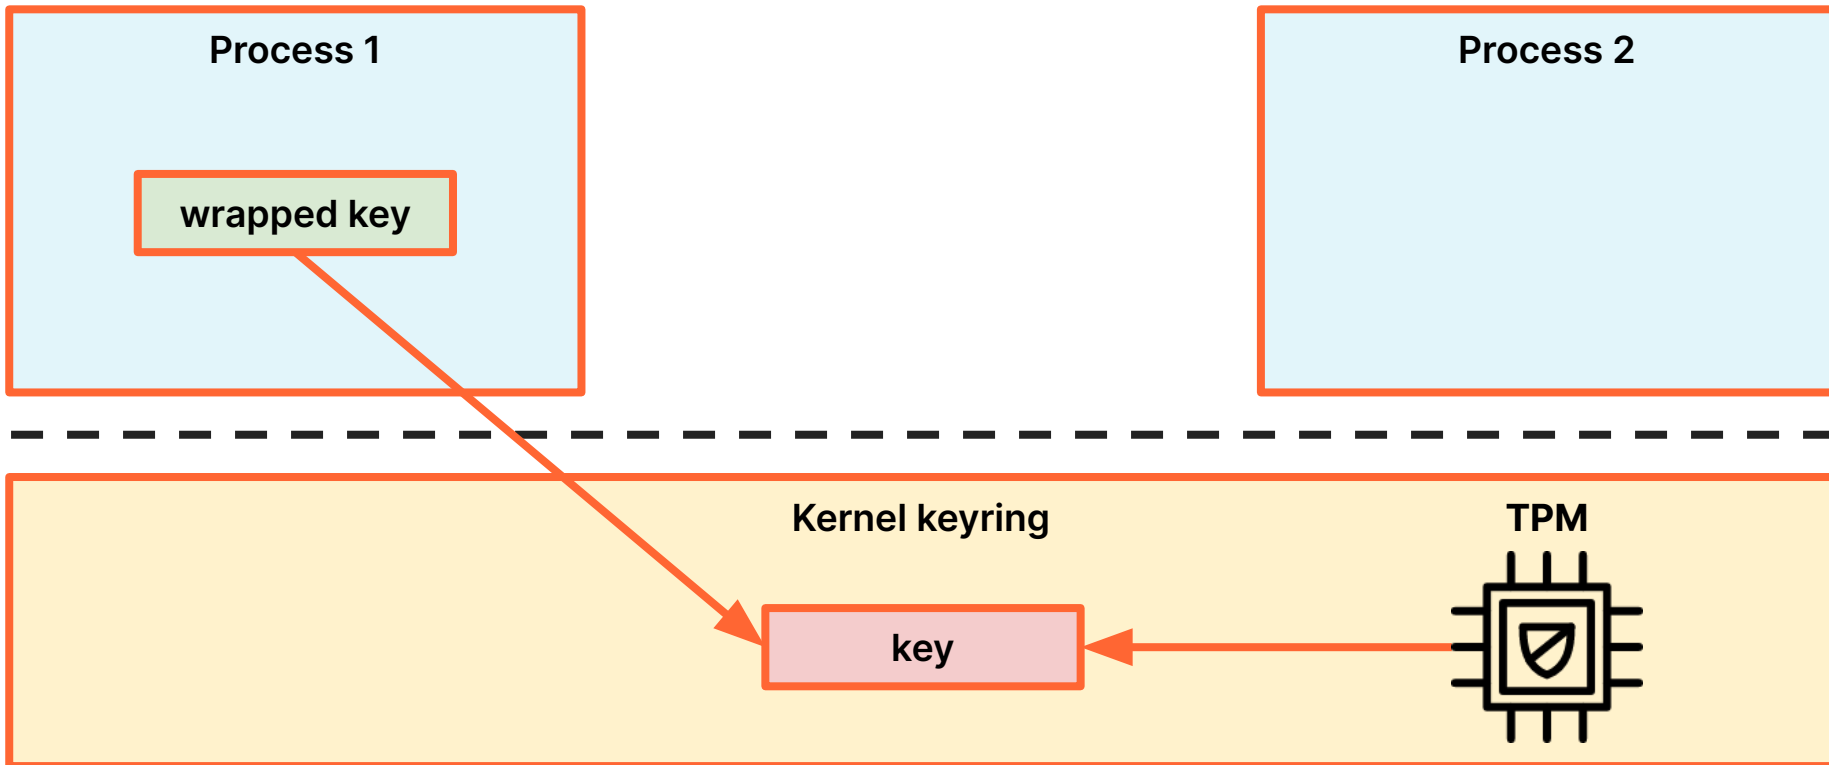 Process 1
Process 2
wrapped key
Kernel keyring
TPM
key